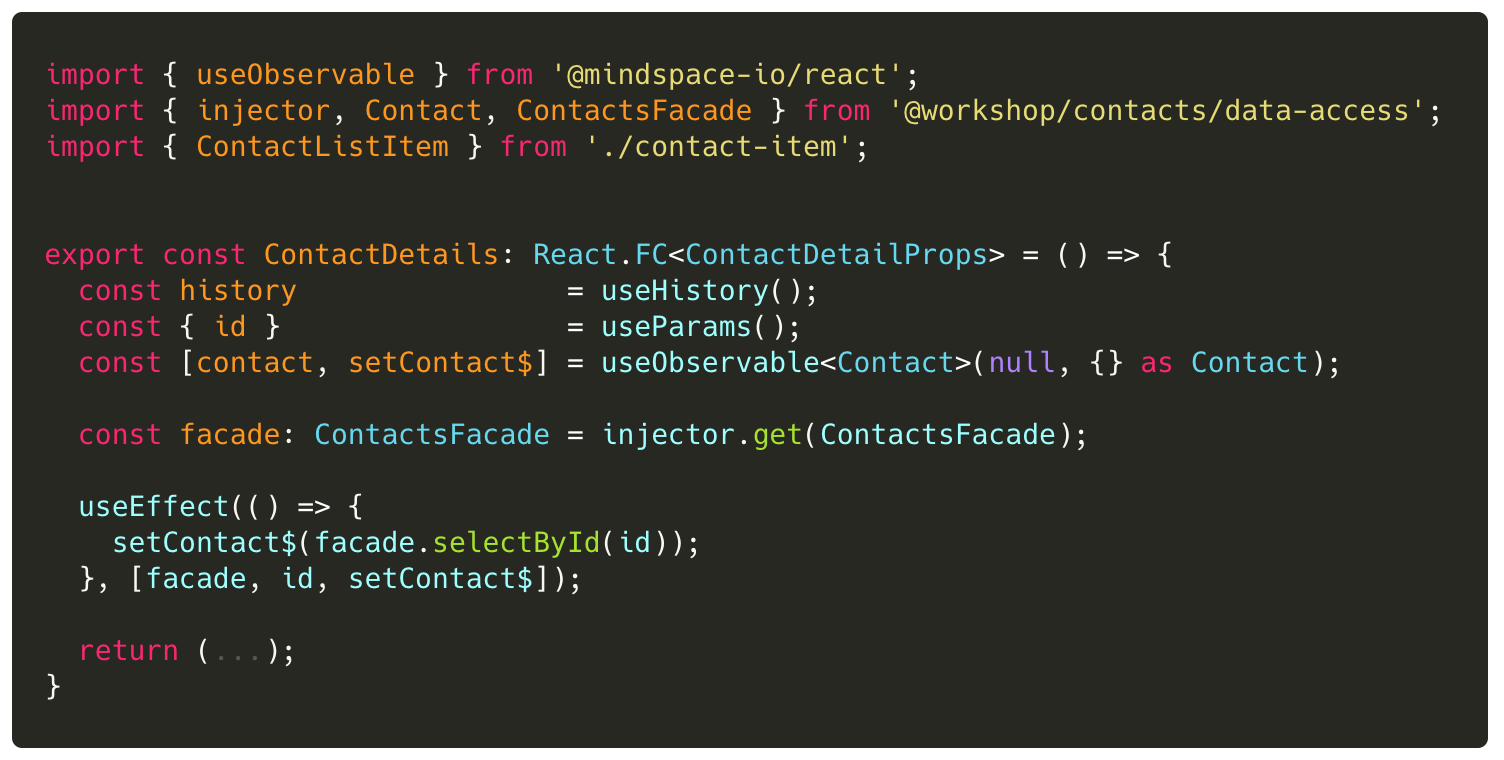 import { useObservable } from '@mindspace-io/react';
import { injector, Contact, ContactsFacade } from '@workshop/contacts/data-access';
import { ContactListItem } from './contact-item';
export const ContactDetails: React.FC<ContactDetailProps> = () => {
  const history                = useHistory();
  const { id }                 = useParams();
  const [contact, setContact$] = useObservable<Contact>(null, {} as Contact);
  const facade: ContactsFacade = injector.get(ContactsFacade);
  useEffect(() => {
    setContact$(facade.selectById(id));
  }, [facade, id, setContact$]);
  return (...);
}